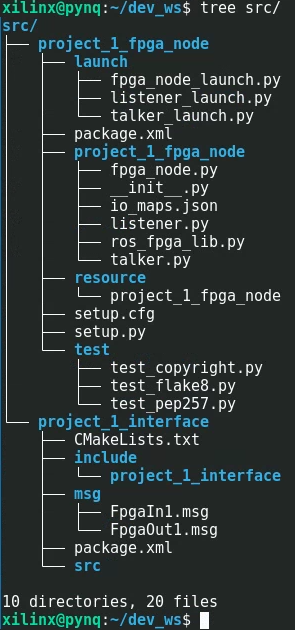 xilinx@pynq:~/dev_ws$ tree src/
src/
├── project_1_fpga_node
│   ├── launch
│   │   ├── fpga_node_launch.py
│   │   ├── listener_launch.py
│   │   └── talker_launch.py
│   ├── package.xml
│   ├── project_1_fpga_node
│   │   ├── fpga_node.py
│   │   ├── __init__.py
│   │   ├── io_maps.json
│   │   ├── listener.py
│   │   ├── ros_fpga_lib.py
│   │   └── talker.py
│   ├── resource
│   │   └── project_1_fpga_node
│   ├── setup.cfg
│   ├── setup.py
│   └── test
│       ├── test_copyright.py
│       ├── test_flake8.py
│       └── test_pep257.py
└── project_1_interface
    ├── CMakeLists.txt
    ├── include
    │   └── project_1_interface
    ├── msg
    │   ├── FpgaIn1.msg
    │   └── FpgaOut1.msg
    ├── package.xml
    └── src

10 directories, 20 files
xilinx@pynq:~/dev_ws$